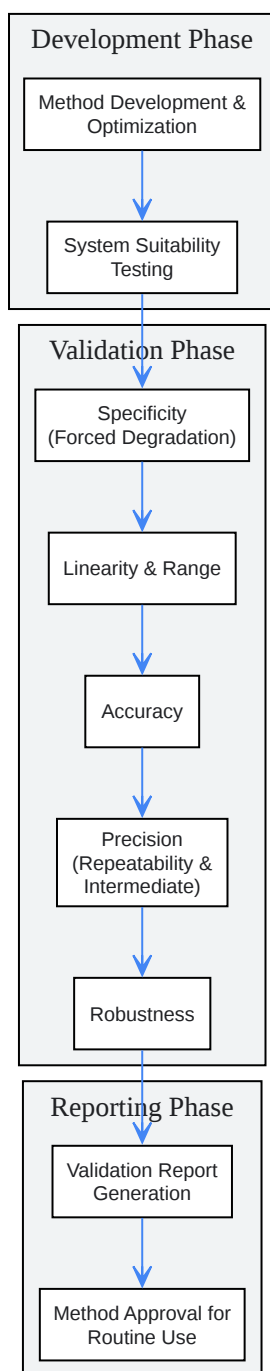 Development Phase
Method Development &
Optimization
System Suitability
Testing
Validation Phase
Specificity
(Forced Degradation)
Linearity & Range
Accuracy
Precision
(Repeatability &
Intermediate)
Robustness
Reporting Phase
Validation Report
Generation
Method Approval for
Routine Use